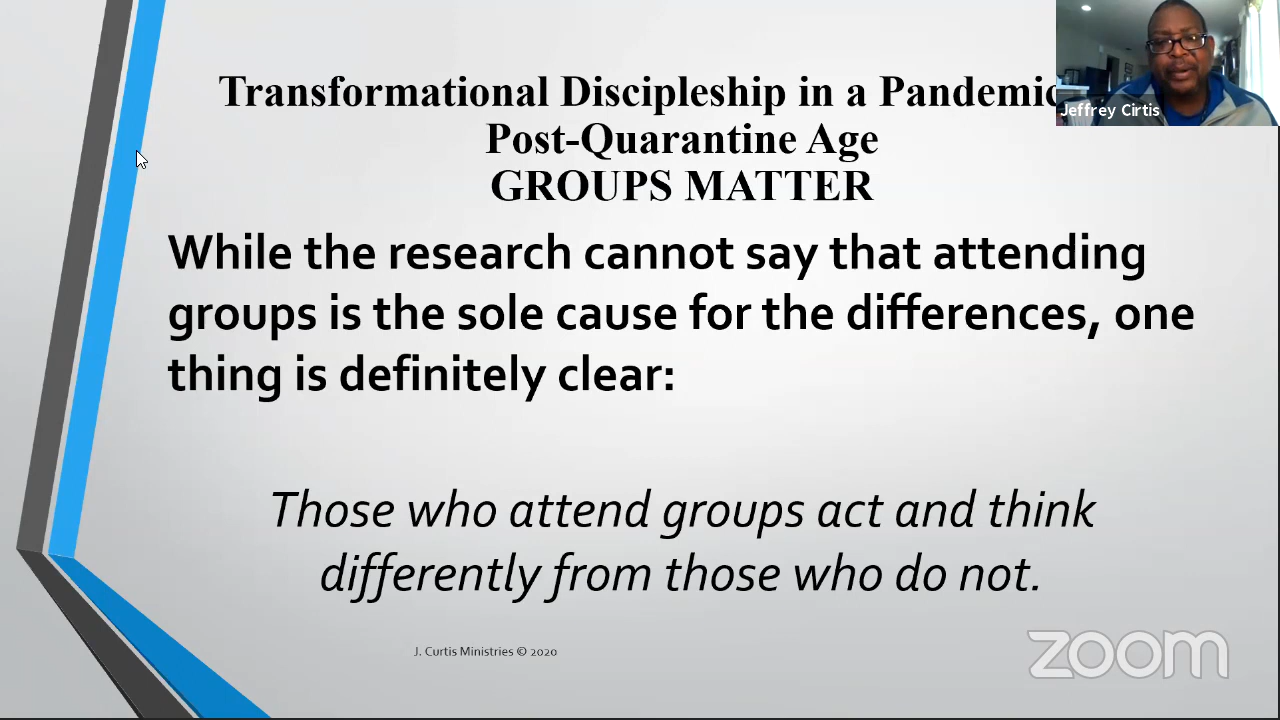 Transformational Discipleship in a Pandemic
Post-Quarantine Age
GROUPS MATTER
Jeffrey Cirtis
While the research cannot say that attending
groups is the sole cause for the differences, one
thing is definitely clear:
Those who attend groups act and think
differently from those who do not.
J. Curtis Ministries © 2020
zoom